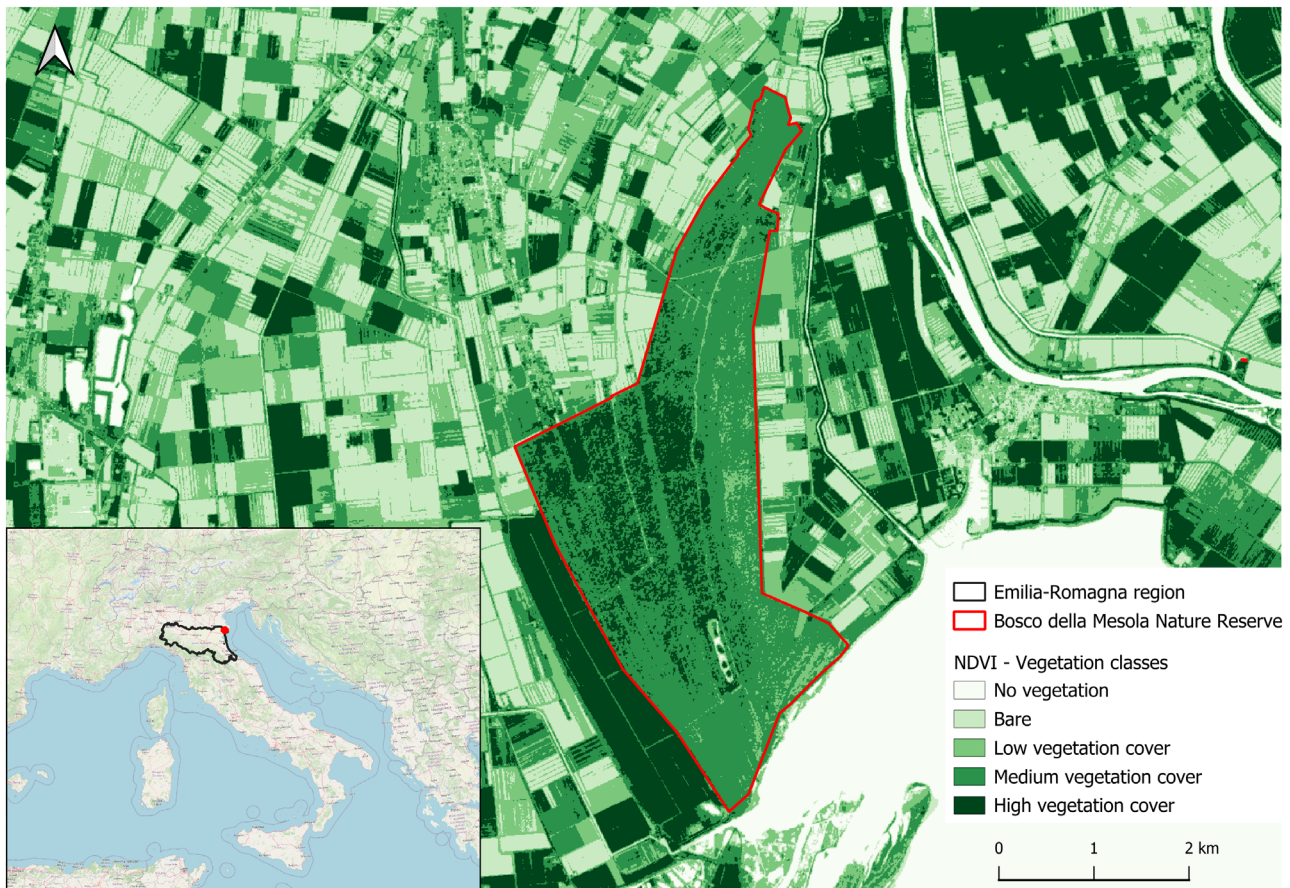 Emilia-Romagna region
Bosco della Mesola Nature Reserve
NDVI - Vegetation classes
No vegetation
Bare
Low vegetation cover
Medium vegetation cover
High vegetation cover
0 1 2 km